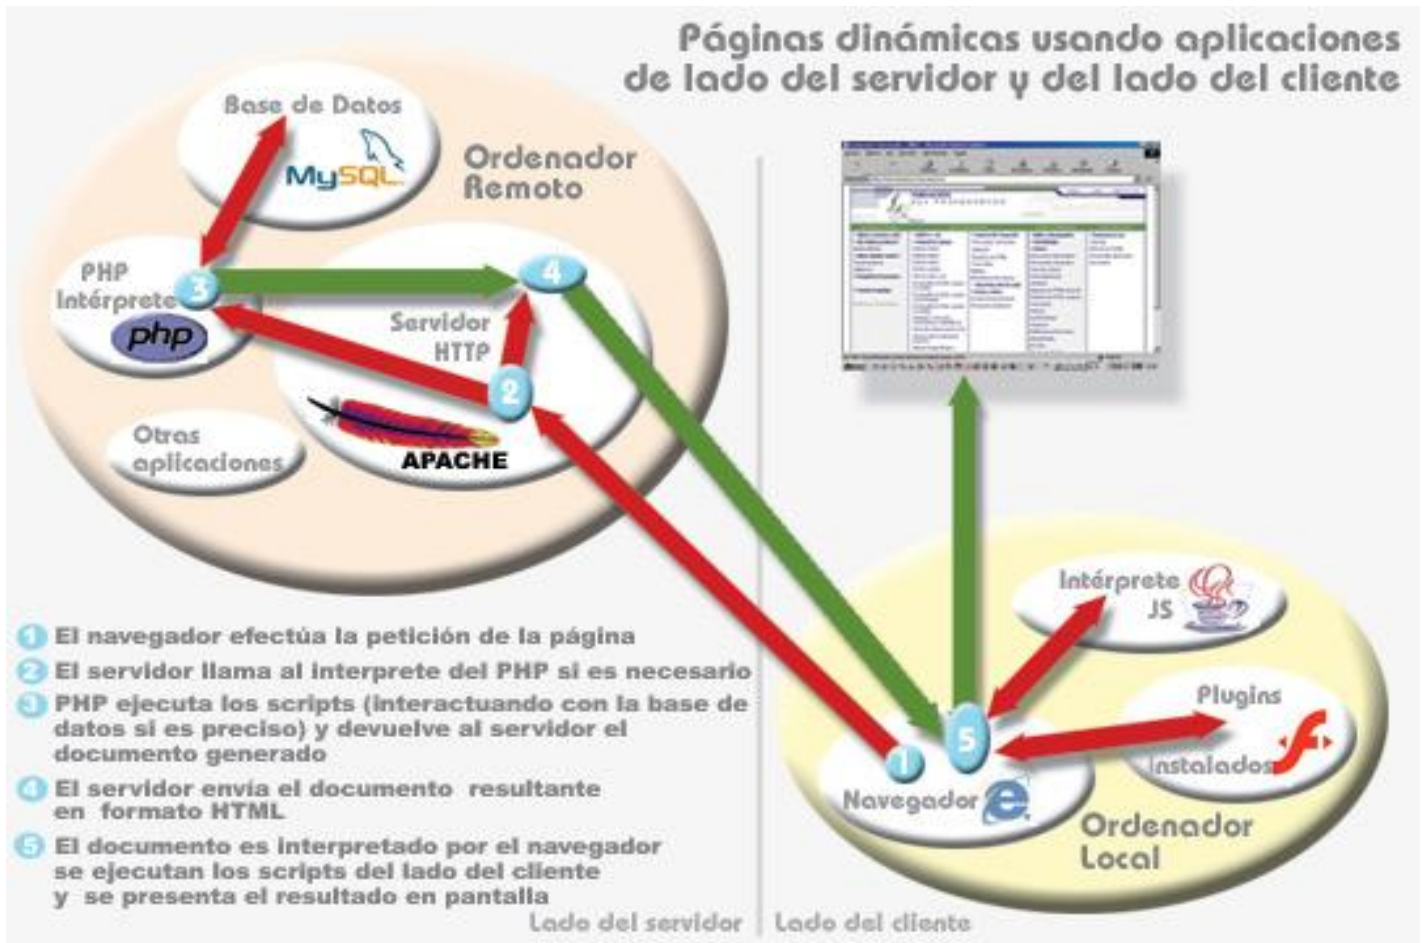 Páginas dinámicas usando aplicaciones
de lado del servidor y del lado del cliente
Base de Datos
MySQL
Ordenador
Remoto
PHP
Intérprete
php
3
4
Servidor
HTTP
2
APACHE
Otras
aplicaciones
Intérprete
JS
Plugins
Instalados
5
1
Navegador
Ordenador
Local
1 El navegador efectúa la petición de la página
2 El servidor llama al interprete del PHP si es necesario
3 PHP ejecuta los scripts (interactuando con la base de
datos si es preciso) y devuelve al servidor el
documento generado
4 El servidor envía el documento resultante
en formato HTML
5 El documento es interpretado por el navegador
se ejecutan los scripts del lado del cliente
y se presenta el resultado en pantalla
Lado del servidor
Lado del cliente